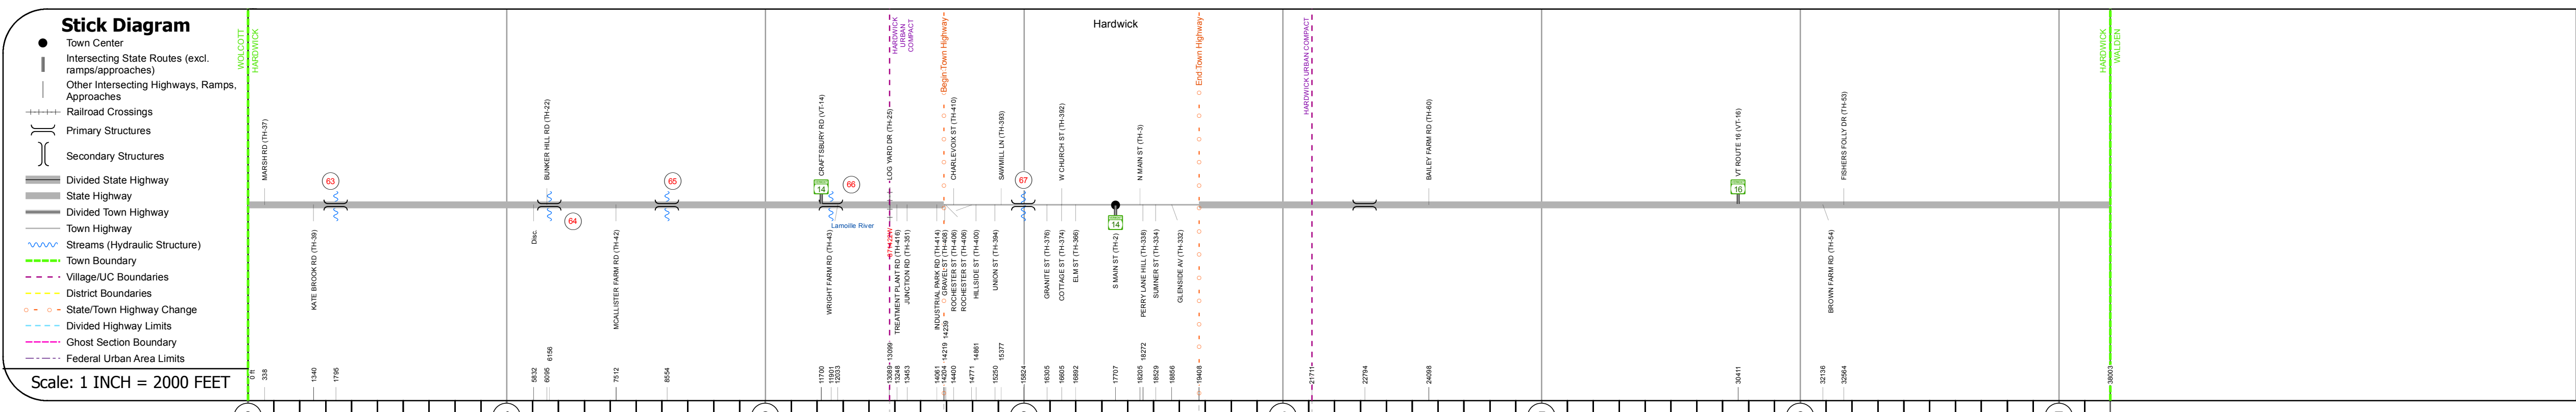 Stick Diagram
Town Center
Intersecting State Routes (excl.
ramps/approaches)
Other Intersecting Highways, Ramps,
Approaches
Railroad Crossings
Primary Structures
Secondary Structures
Divided State Highway
State Highway
Divided Town Highway
Town Highway
Streams (Hydraulic Structure)
Town Boundary
Village/UC Boundaries
District Boundaries
State/Town Highway Change
Divided Highway Limits
Ghost Section Boundary
Federal Urban Area Limits
Scale: 1 INCH = 2000 FEET
WOLCOTT
HARDWICK
HARDWICK
URBAN
COMPACT
Begin Town Highway
Hardwick
End Town Highway
HARDWICK URBAN COMPACT
HARDWICK
WALDEN
MARSH RD (TH-37)
BUNKER HILL RD (TH-22)
CRAFTSBURY RD (VT-14)
LOG YARD DR (TH-25)
CHARLEVOIX ST (TH-410)
SAWMILL LN (TH-393)
W CHURCH ST (TH-392)
N MAIN ST (TH-3)
BAILEY FARM RD (TH-60)
VT ROUTE 16 (VT-16)
FISHERS FOLLY DR (TH-53)
63
64
65
14
66
67
14
16
Lamoille River
KATE BROOK RD (TH-39)
Disc.
MCALLISTER FARM RD (TH-42)
WRIGHT FARM RD (TH-43)
TREATMENT PLANT RD (TH-416)
JUNCTION RD (TH-351)
INDUSTRIAL PARK RD (TH-414)
GRAVEL ST (TH-408)
ROCHESTER ST (TH-406)
ROCHESTER ST (TH-406)
HILLSIDE ST (TH-400)
UNION ST (TH-394)
GRANITE ST (TH-376)
COTTAGE ST (TH-374)
ELM ST (TH-366)
S MAIN ST (TH-2)
PERRY LANE HILL (TH-338)
SUMNER ST (TH-334)
GLENSIDE AV (TH-332)
BROWN FARM RD (TH-54)
0 ft
338
1340
1795
5832
6095
6156
7512
8554
11700
11901
12033
13089
13099
13248
13453
14061
14204
14219
14239
14400
14771
14861
15250
15377
15824
16305
16605
16892
17707
18205
18272
18529
18856
19408
21711
22794
24098
30411
32136
32564
38003